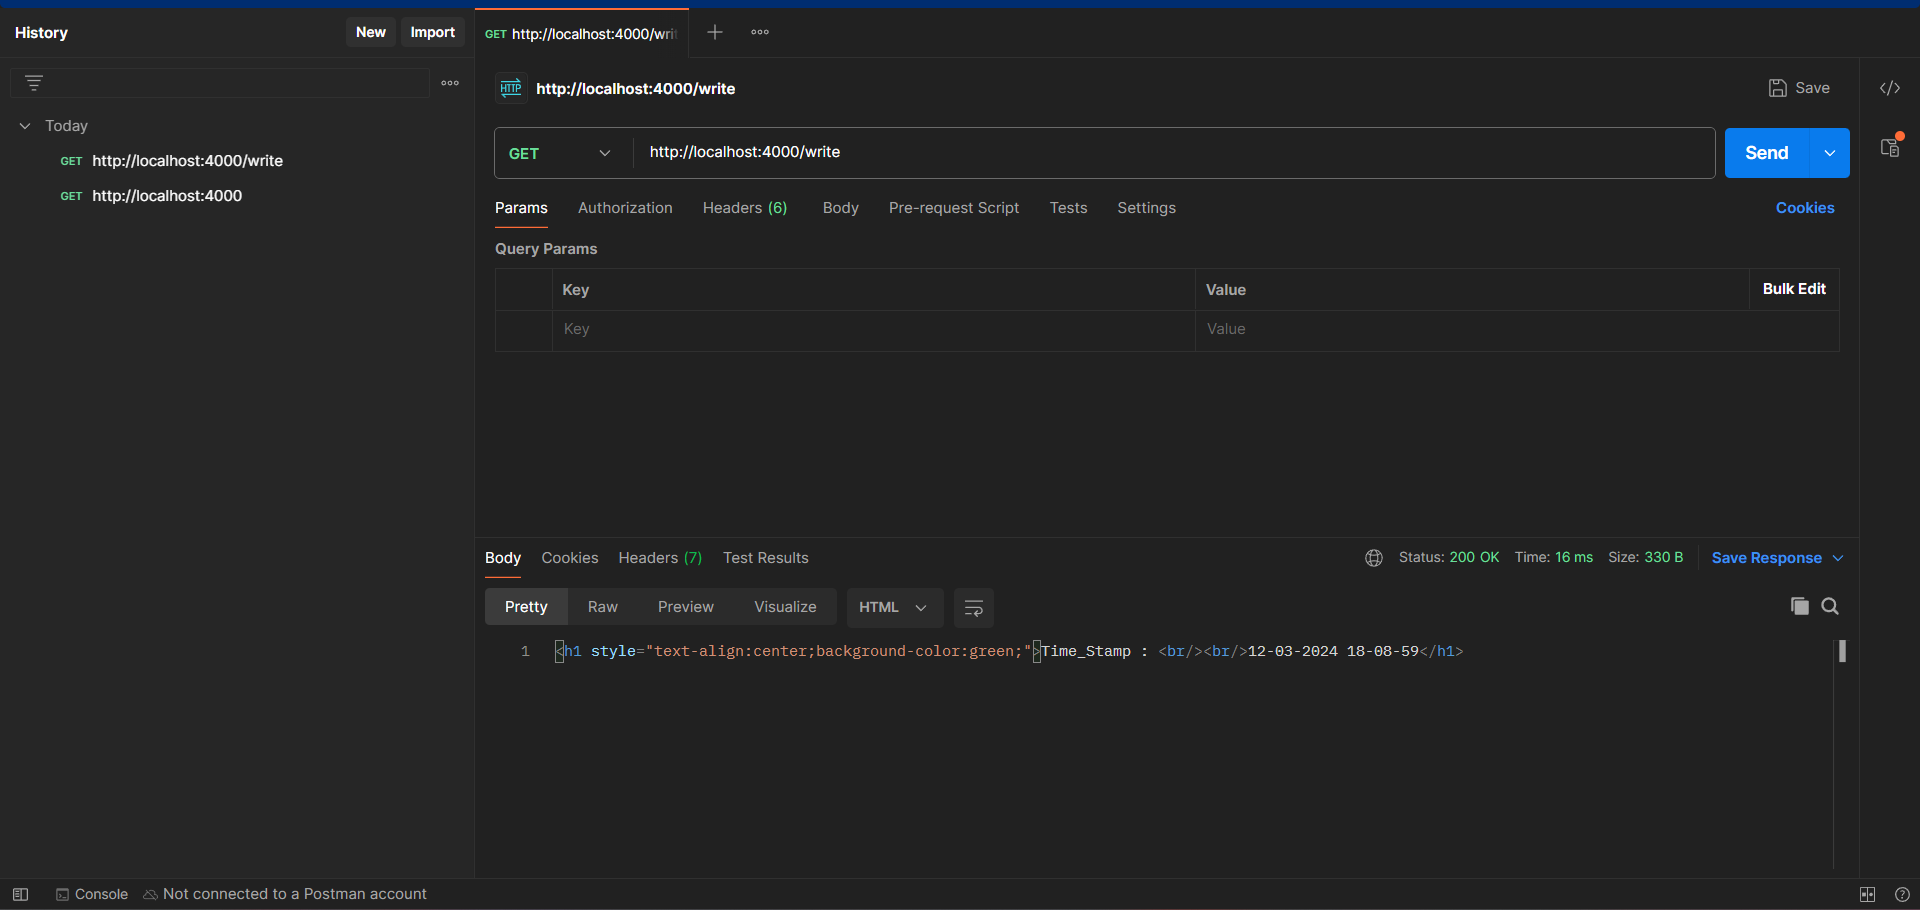 History
New
Import
GET http://localhost:4000/wri
Today
GET http://localhost:4000/write
GET http://localhost:4000
HTTP http://localhost:4000/write
Save
GET http://localhost:4000/write
Send
Params Authorization Headers (6) Body Pre-request Script Tests Settings
Cookies
Query Params
Key Value Bulk Edit
Key Value
Body Cookies Headers (7) Test Results
Status: 200 OK Time: 16 ms Size: 330 B Save Response
Pretty Raw Preview Visualize HTML
1 <h1 style="text-align:center;background-color:green;">Time_Stamp : <br/><br/>12-03-2024 18-08-59</h1>
Console Not connected to a Postman account